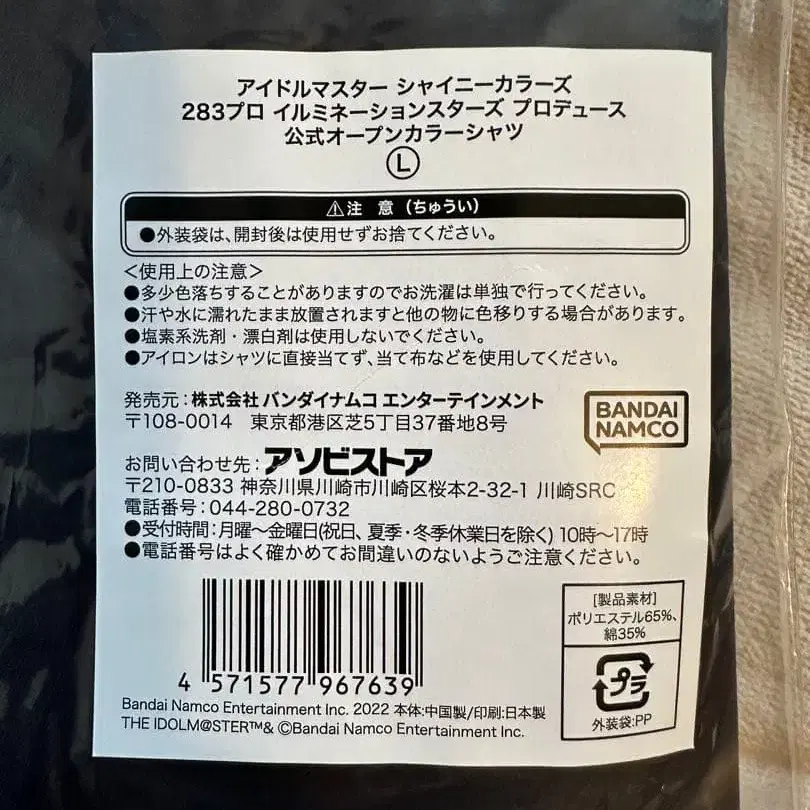 アイドルマスター シャイニーカラーズ
283プロ イルミネーションスターズ プロデュース
公式オープンカラーシャツ
Ⓛ
⚠注 意 (ちゅうい)
●外装袋は、開封後は使用せずお捨てください。
＜使用上の注意＞
●多少色落ちすることがありますのでお洗濯は単独で行ってください。
●汗や水に濡れたまま放置されますと他の物に色移りする場合があります。
●塩素系洗剤・漂白剤は使用しないでください。
●アイロンはシャツに直接当てず、当て布などを使用してください。
発売元：株式会社 バンダイナムコ エンターテインメント
〒108-0014 東京都港区芝5丁目37番地8号
BANDAI
NAMCO
お問い合わせ先：アソビストア
〒210-0833 神奈川県川崎市川崎区桜本2-32-1 川崎SRC
電話番号：044-280-0732
●受付時間：月曜～金曜日(祝日、夏季・冬季休業日を除く) 10時～17時
●電話番号はよく確かめてお間違いのないようご注意ください。
4 571577 967639
[製品素材]
ポリエステル65%、
綿35%
プラ
外装袋:PP
Bandai Namco Entertainment Inc. 2022 本体:中国製/印刷:日本製
THE IDOLM@STER™& ©Bandai Namco Entertainment Inc.